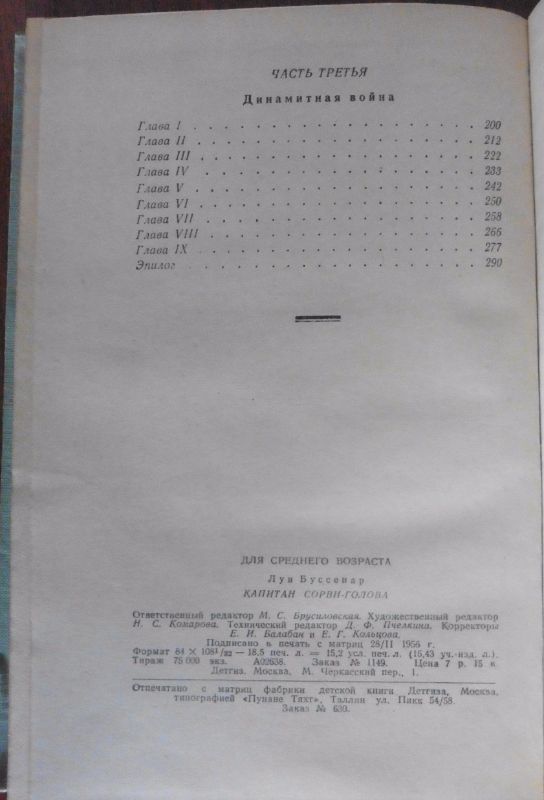 ЧАСТЬ ТРЕТЬЯ
Динамитная война
Глава I . . . . . . . . . . . . . . . . . . 200
Глава II . . . . . . . . . . . . . . . . . . 212
Глава III . . . . . . . . . . . . . . . . . . 222
Глава IV . . . . . . . . . . . . . . . . . . 233
Глава V . . . . . . . . . . . . . . . . . . 242
Глава VI . . . . . . . . . . . . . . . . . . 250
Глава VII . . . . . . . . . . . . . . . . . . 258
Глава VIII . . . . . . . . . . . . . . . . . . 266
Глава IX . . . . . . . . . . . . . . . . . . 277
Эпилог . . . . . . . . . . . . . . . . . . 290
ДЛЯ СРЕДНЕГО ВОЗРАСТА
Луи Буссенар
КАПИТАН СОРВИ-ГОЛОВА
Ответственный редактор М. С. Брусиловская. Художественный редактор
Н. С. Комарова. Технический редактор Д. Ф. Пчелкина. Корректоры
Е. И. Балабан и Е. Г. Кольцова.
Подписано в печать с матриц 28/II 1956 г.
Формат 84 × 108¹/₃₂ — 18,5 печ. л. = 15,2 усл. печ. л. (15,43 уч.-изд. л.).
Тираж 75 000 экз. А02638. Заказ № 1149. Цена 7 р. 15 к.
Детгиз. Москва, М. Черкасский пер., 1.
Отпечатано с матриц фабрики детской книги Детгиза, Москва,
типографией «Пунане Тяхт», Таллин ул. Пикк 54/58.
Заказ № 630.